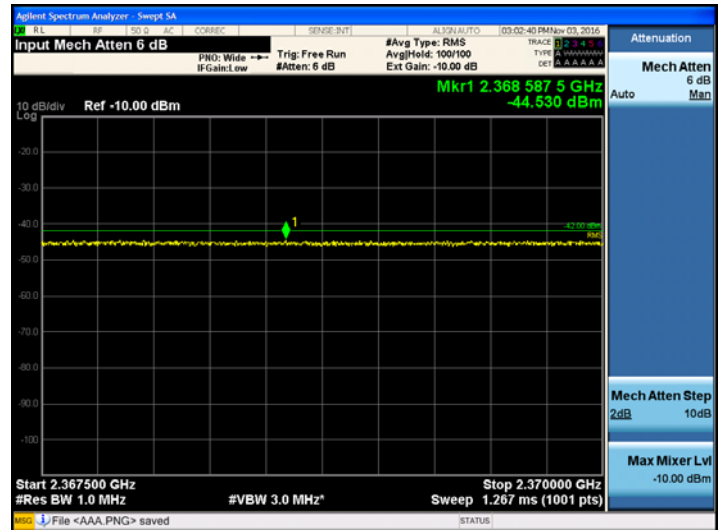 Agilent Spectrum Analyzer - Swept SA
RL RF 50 Ω AC CORREC SENSE:INT ALIGN AUTO 03:02:40 PM Nov 03, 2016
Input Mech Atten 6 dB
PNO: Wide
IFGain:Low
Trig: Free Run
#Atten: 6 dB
#Avg Type: RMS
Avg|Hold: 100/100
Ext Gain: -10.00 dB
TRACE 1 2 3 4 5 6
TYPE A WWWWW
DET A A A A A A
Attenuation
Mech Atten
6 dB
Auto Man
Mkr1 2.368 587 5 GHz
-44.530 dBm
10 dB/div Ref -10.00 dBm
Log
-20.0
-30.0
-40.0
1
-42.00 dBm
RMS
-50.0
-60.0
-70.0
-80.0
-90.0
-100
Mech Atten Step
2dB 10dB
Max Mixer Lvl
-10.00 dBm
Start 2.367500 GHz Stop 2.370000 GHz
#Res BW 1.0 MHz #VBW 3.0 MHz* Sweep 1.267 ms (1001 pts)
MSG File <AAA.PNG> saved STATUS